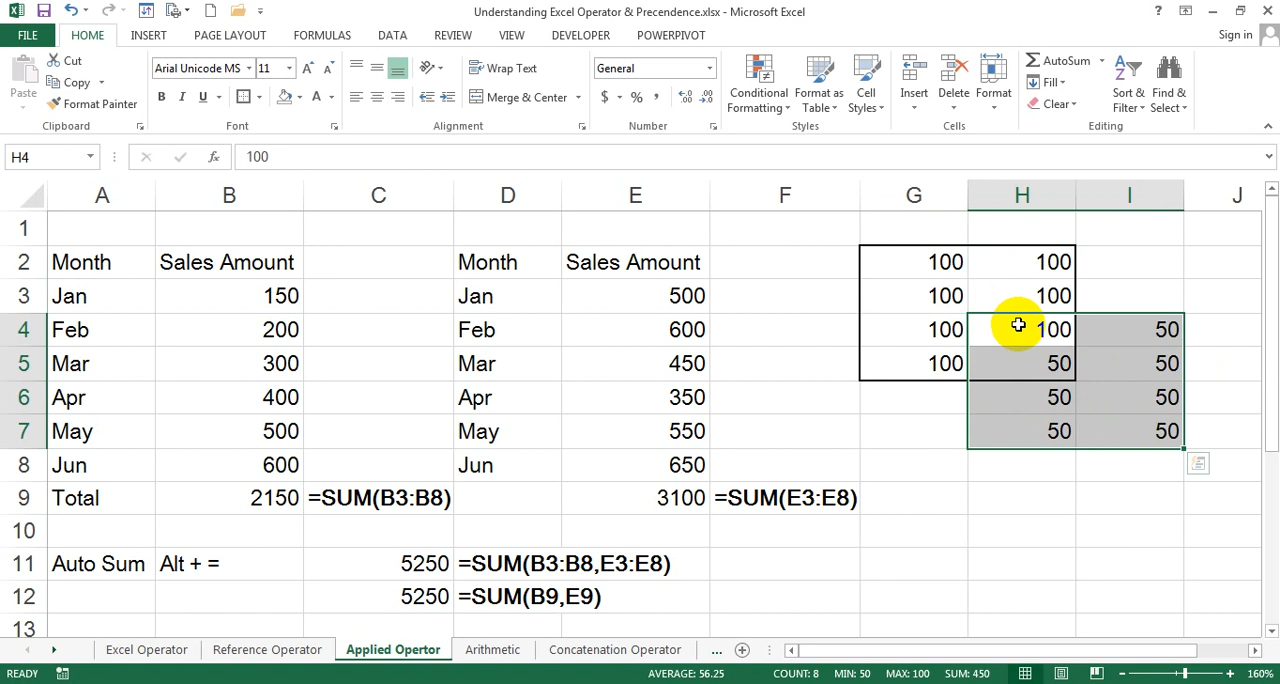 Understanding Excel Operator & Precendence.xlsx - Microsoft Excel
FILE HOME INSERT PAGE LAYOUT FORMULAS DATA REVIEW VIEW DEVELOPER POWERPIVOT Sign in
Paste Cut Copy Format Painter Clipboard
Arial Unicode MS 11 B I U Font
Wrap Text Merge & Center Alignment
General $ % , Number
Conditional Formatting Format as Table Cell Styles Styles
Insert Delete Format Cells
AutoSum Fill Clear Sort & Filter Find & Select Editing
H4 fx 100
A B C D E F G H I J
1
2 Month Sales Amount Month Sales Amount 100 100
3 Jan 150 Jan 500 100 100
4 Feb 200 Feb 600 100 100 50
5 Mar 300 Mar 450 100 50 50
6 Apr 400 Apr 350 50 50
7 May 500 May 550 50 50
8 Jun 600 Jun 650
9 Total 2150 =SUM(B3:B8) 3100 =SUM(E3:E8)
10
11 Auto Sum Alt + = 5250 =SUM(B3:B8,E3:E8)
12 5250 =SUM(B9,E9)
13
Excel Operator Reference Operator Applied Opertor Arithmetic Concatenation Operator ...
READY AVERAGE: 56.25 COUNT: 8 MIN: 50 MAX: 100 SUM: 450 160%